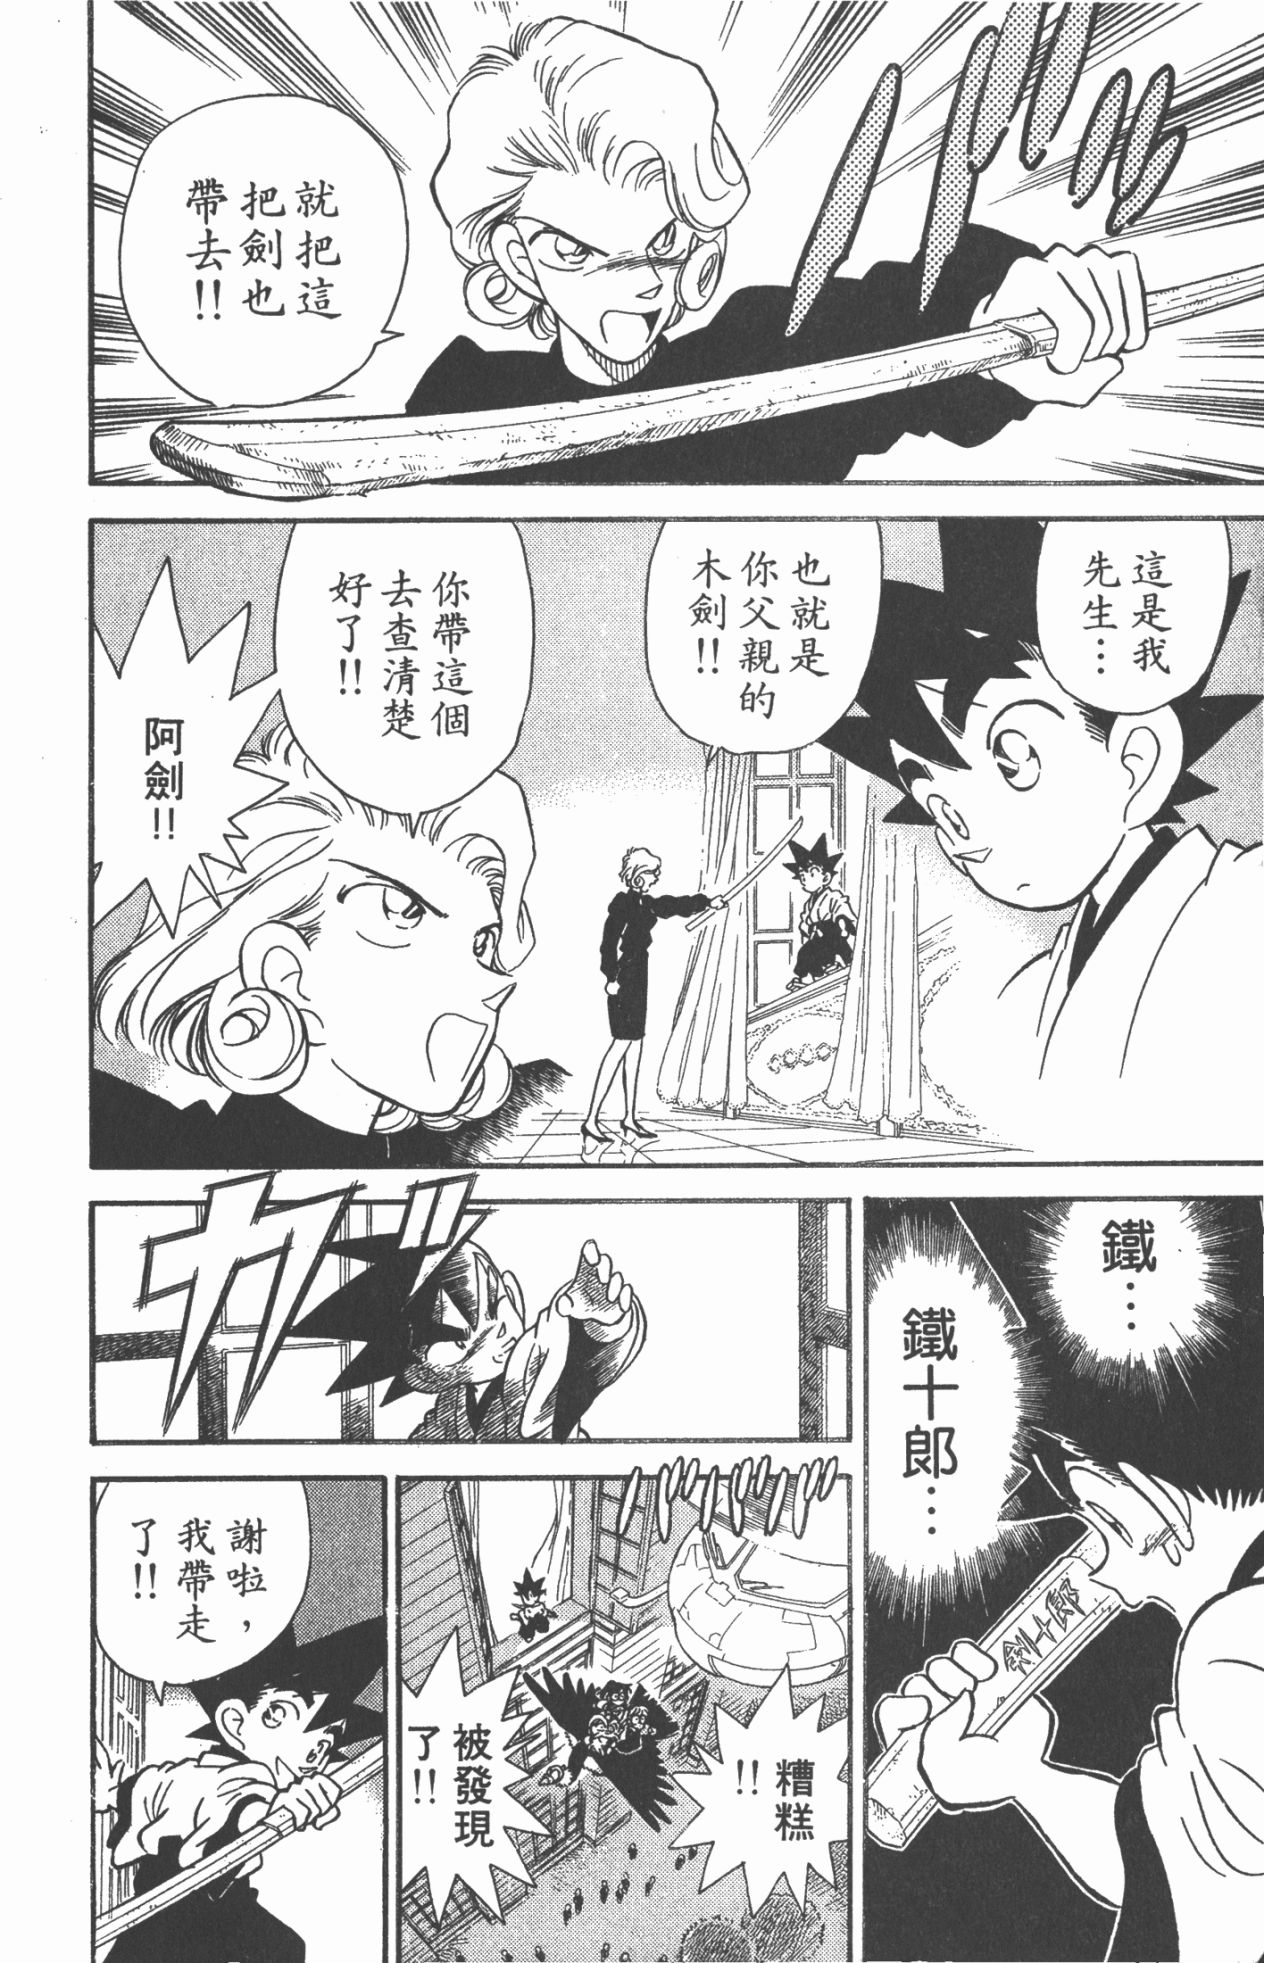 就把這
把劍也
帶去!!
這是我
先生⋯
也就是
你父親的
木劍!!
你帶這個
去查清楚
好了!!
阿劍!!
鐵⋯
鐵十郎⋯
劍十郎
ガッ
糟糕
!!
被發現
了!!
謝啦，
我帶走
了!!